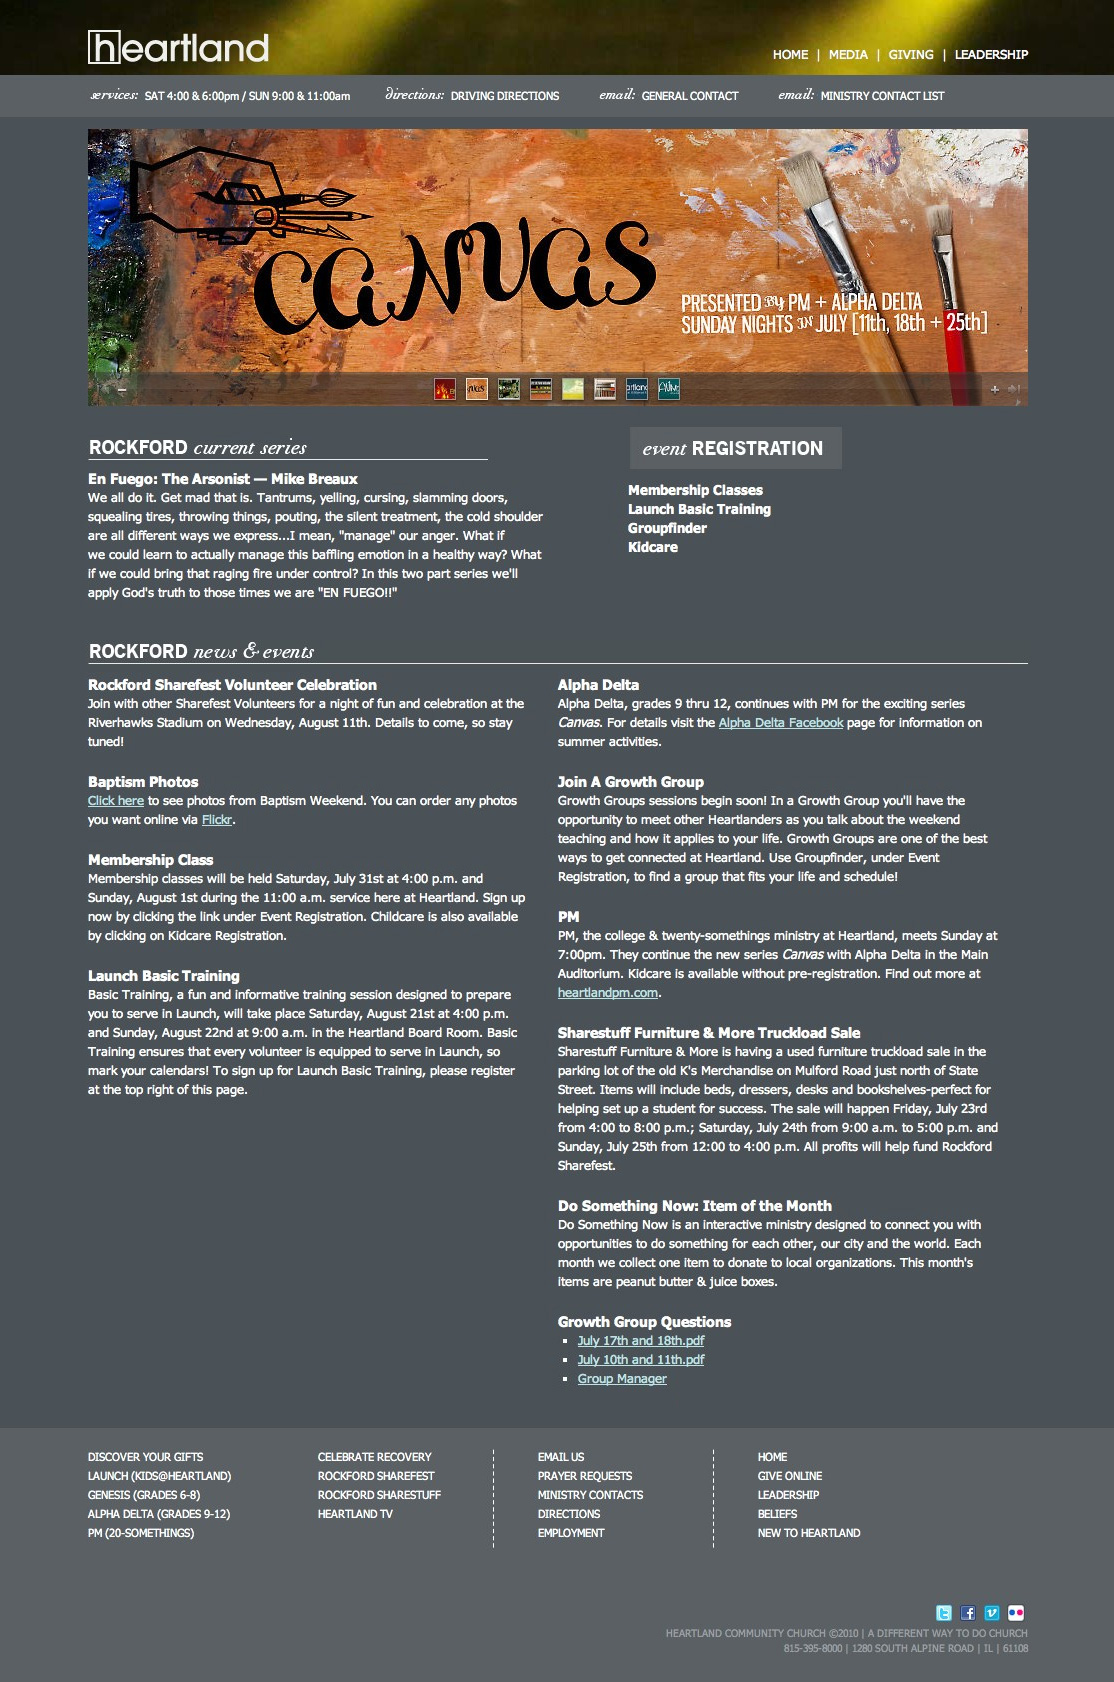 heartland
HOME | MEDIA | GIVING | LEADERSHIP
services: SAT 4:00 & 6:00pm / SUN 9:00 & 11:00am directions: DRIVING DIRECTIONS email: GENERAL CONTACT email: MINISTRY CONTACT LIST
CANVAS
PRESENTED BY PM + ALPHA DELTA
SUNDAY NIGHTS IN JULY [11th, 18th + 25th]
ROCKFORD current series
En Fuego: The Arsonist — Mike Breaux
We all do it. Get mad that is. Tantrums, yelling, cursing, slamming doors,
squealing tires, throwing things, pouting, the silent treatment, the cold shoulder
are all different ways we express...I mean, "manage" our anger. What if
we could learn to actually manage this baffling emotion in a healthy way? What
if we could bring that raging fire under control? In this two part series we'll
apply God's truth to those times we are "EN FUEGO!!"
event REGISTRATION
Membership Classes
Launch Basic Training
Groupfinder
Kidcare
ROCKFORD news & events
Rockford Sharefest Volunteer Celebration
Join with other Sharefest Volunteers for a night of fun and celebration at the
Riverhawks Stadium on Wednesday, August 11th. Details to come, so stay
tuned!
Baptism Photos
Click here to see photos from Baptism Weekend. You can order any photos
you want online via Flickr.
Membership Class
Membership classes will be held Saturday, July 31st at 4:00 p.m. and
Sunday, August 1st during the 11:00 a.m. service here at Heartland. Sign up
now by clicking the link under Event Registration. Childcare is also available
by clicking on Kidcare Registration.
Launch Basic Training
Basic Training, a fun and informative training session designed to prepare
you to serve in Launch, will take place Saturday, August 21st at 4:00 p.m.
and Sunday, August 22nd at 9:00 a.m. in the Heartland Board Room. Basic
Training ensures that every volunteer is equipped to serve in Launch, so
mark your calendars! To sign up for Launch Basic Training, please register
at the top right of this page.
Alpha Delta
Alpha Delta, grades 9 thru 12, continues with PM for the exciting series
Canvas. For details visit the Alpha Delta Facebook page for information on
summer activities.
Join A Growth Group
Growth Groups sessions begin soon! In a Growth Group you'll have the
opportunity to meet other Heartlanders as you talk about the weekend
teaching and how it applies to your life. Growth Groups are one of the best
ways to get connected at Heartland. Use Groupfinder, under Event
Registration, to find a group that fits your life and schedule!
PM
PM, the college & twenty-somethings ministry at Heartland, meets Sunday at
7:00pm. They continue the new series Canvas with Alpha Delta in the Main
Auditorium. Kidcare is available without pre-registration. Find out more at
heartlandpm.com.
Sharestuff Furniture & More Truckload Sale
Sharestuff Furniture & More is having a used furniture truckload sale in the
parking lot of the old K's Merchandise on Mulford Road just north of State
Street. Items will include beds, dressers, desks and bookshelves-perfect for
helping set up a student for success. The sale will happen Friday, July 23rd
from 4:00 to 8:00 p.m.; Saturday, July 24th from 9:00 a.m. to 5:00 p.m. and
Sunday, July 25th from 12:00 to 4:00 p.m. All profits will help fund Rockford
Sharefest.
Do Something Now: Item of the Month
Do Something Now is an interactive ministry designed to connect you with
opportunities to do something for each other, our city and the world. Each
month we collect one item to donate to local organizations. This month's
items are peanut butter & juice boxes.
Growth Group Questions
July 17th and 18th.pdf
July 10th and 11th.pdf
Group Manager
DISCOVER YOUR GIFTS
LAUNCH (KIDS@HEARTLAND)
GENESIS (GRADES 6-8)
ALPHA DELTA (GRADES 9-12)
PM (20-SOMETHINGS)
CELEBRATE RECOVERY
ROCKFORD SHAREFEST
ROCKFORD SHARESTUFF
HEARTLAND TV
EMAIL US
PRAYER REQUESTS
MINISTRY CONTACTS
DIRECTIONS
EMPLOYMENT
HOME
GIVE ONLINE
LEADERSHIP
BELIEFS
NEW TO HEARTLAND
HEARTLAND COMMUNITY CHURCH ©2010 | A DIFFERENT WAY TO DO CHURCH
815-395-8000 | 1280 SOUTH ALPINE ROAD | IL | 61108